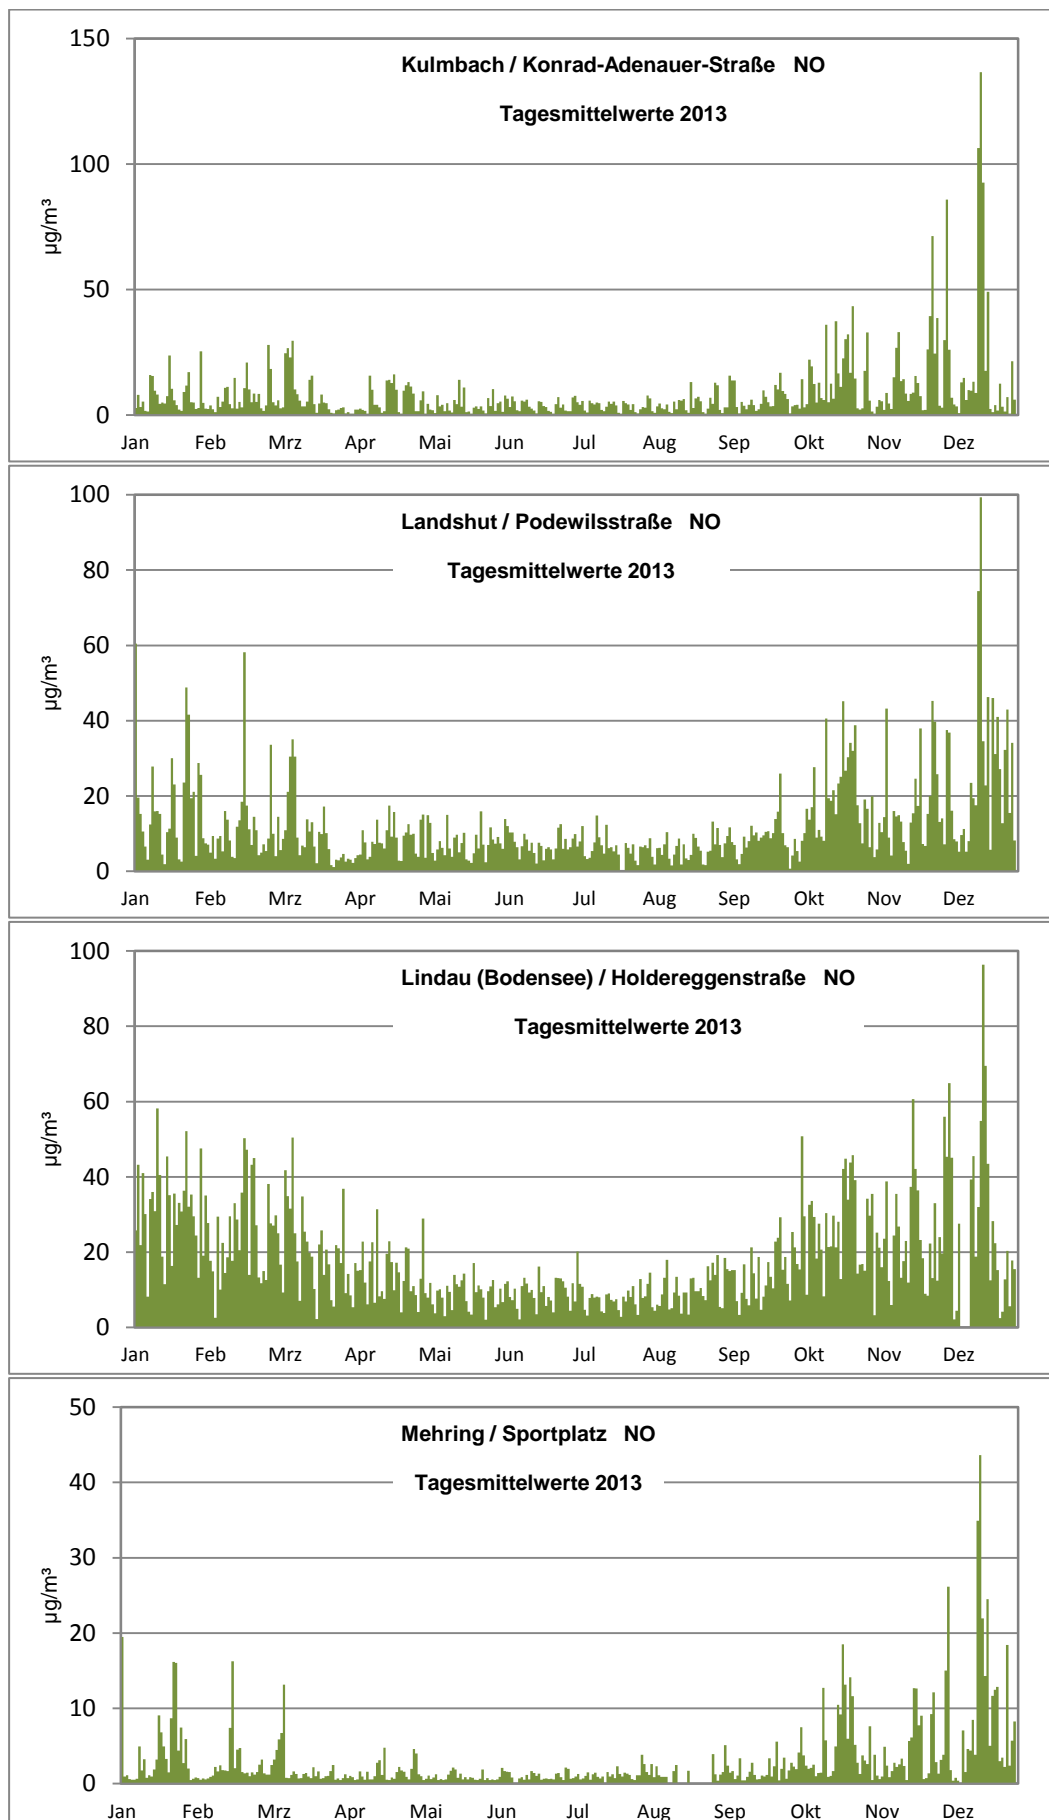 Kulmbach / Konrad-Adenauer-Straße NO
Tagesmittelwerte 2013
150
100
50
0
µg/m³
Jan Feb Mrz Apr Mai Jun Jul Aug Sep Okt Nov Dez
Landshut / Podewilsstraße NO
Tagesmittelwerte 2013
100
80
60
40
20
0
µg/m³
Jan Feb Mrz Apr Mai Jun Jul Aug Sep Okt Nov Dez
Lindau (Bodensee) / Holdereggenstraße NO
Tagesmittelwerte 2013
100
80
60
40
20
0
µg/m³
Jan Feb Mrz Apr Mai Jun Jul Aug Sep Okt Nov Dez
Mehring / Sportplatz NO
Tagesmittelwerte 2013
50
40
30
20
10
0
µg/m³
Jan Feb Mrz Apr Mai Jun Jul Aug Sep Okt Nov Dez